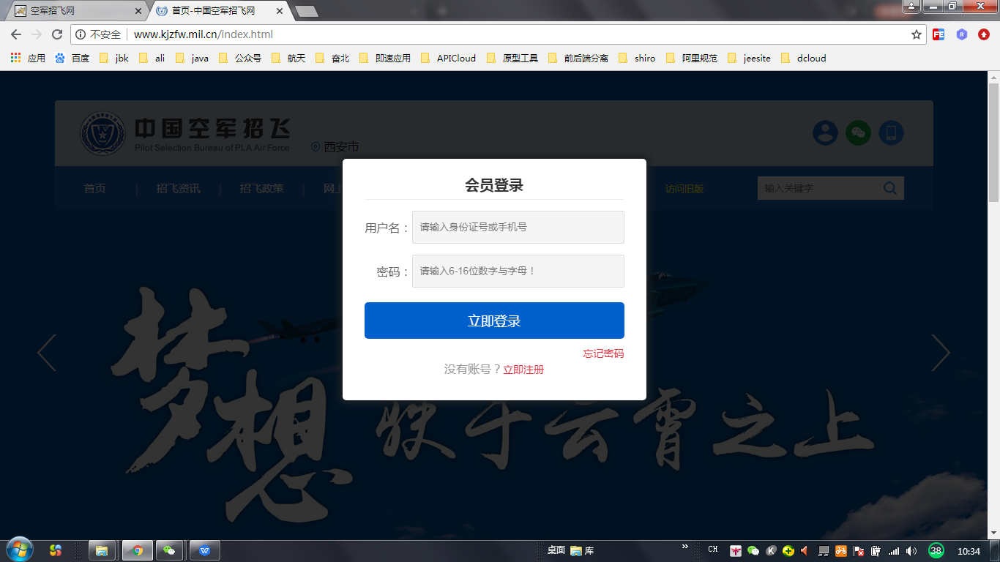 空军招飞网
首页-中国空军招飞网
不安全 www.kjzfw.mil.cn/index.html
应用 百度 jbk ali java 公众号 航天 奋北 即速应用 APICloud 原型工具 前后端分离 shiro 阿里规范 jeesite dcloud
中国空军招飞
Pilot Selection Bureau of PLA Air Force
西安市
首页 | 招飞资讯 | 招飞政策 | 网上
访问旧版
输入关键字
会员登录
用户名：
请输入身份证号或手机号
密码：
请输入6-16位数字与字母！
立即登录
忘记密码
没有账号？立即注册
梦想
驶于云霄之上
桌面 库 » CH 38 10:34